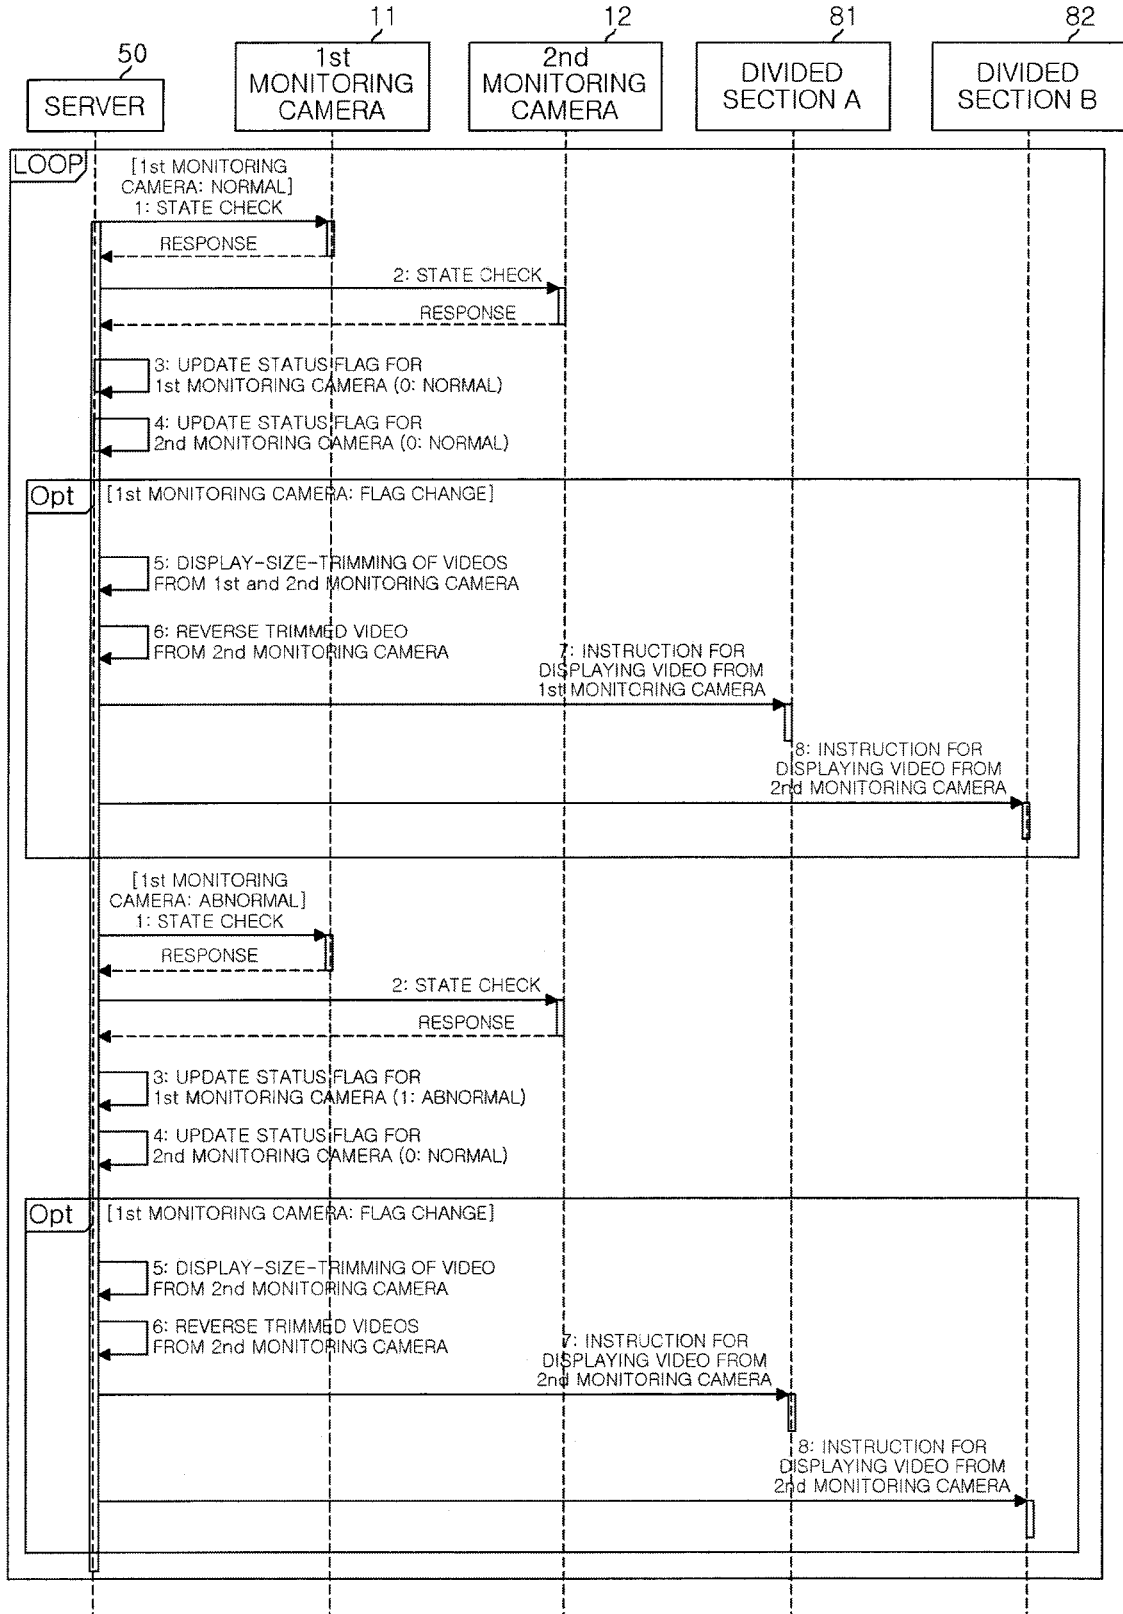 11
12
81
82
50
SERVER
1st
MONITORING
CAMERA
2nd
MONITORING
CAMERA
DIVIDED
SECTION A
DIVIDED
SECTION B
LOOP
[1st MONITORING
CAMERA: NORMAL]
1: STATE CHECK
RESPONSE
2: STATE CHECK
RESPONSE
3: UPDATE STATUS FLAG FOR
1st MONITORING CAMERA (0: NORMAL)
4: UPDATE STATUS FLAG FOR
2nd MONITORING CAMERA (0: NORMAL)
Opt
[1st MONITORING CAMERA: FLAG CHANGE]
5: DISPLAY-SIZE-TRIMMING OF VIDEOS
FROM 1st and 2nd MONITORING CAMERA
6: REVERSE TRIMMED VIDEO
FROM 2nd MONITORING CAMERA
7: INSTRUCTION FOR
DISPLAYING VIDEO FROM
1st MONITORING CAMERA
8: INSTRUCTION FOR
DISPLAYING VIDEO FROM
2nd MONITORING CAMERA
[1st MONITORING
CAMERA: ABNORMAL]
1: STATE CHECK
RESPONSE
2: STATE CHECK
RESPONSE
3: UPDATE STATUS FLAG FOR
1st MONITORING CAMERA (1: ABNORMAL)
4: UPDATE STATUS FLAG FOR
2nd MONITORING CAMERA (0: NORMAL)
Opt
[1st MONITORING CAMERA: FLAG CHANGE]
5: DISPLAY-SIZE-TRIMMING OF VIDEO
FROM 2nd MONITORING CAMERA
6: REVERSE TRIMMED VIDEOS
FROM 2nd MONITORING CAMERA
7: INSTRUCTION FOR
DISPLAYING VIDEO FROM
2nd MONITORING CAMERA
8: INSTRUCTION FOR
DISPLAYING VIDEO FROM
2nd MONITORING CAMERA